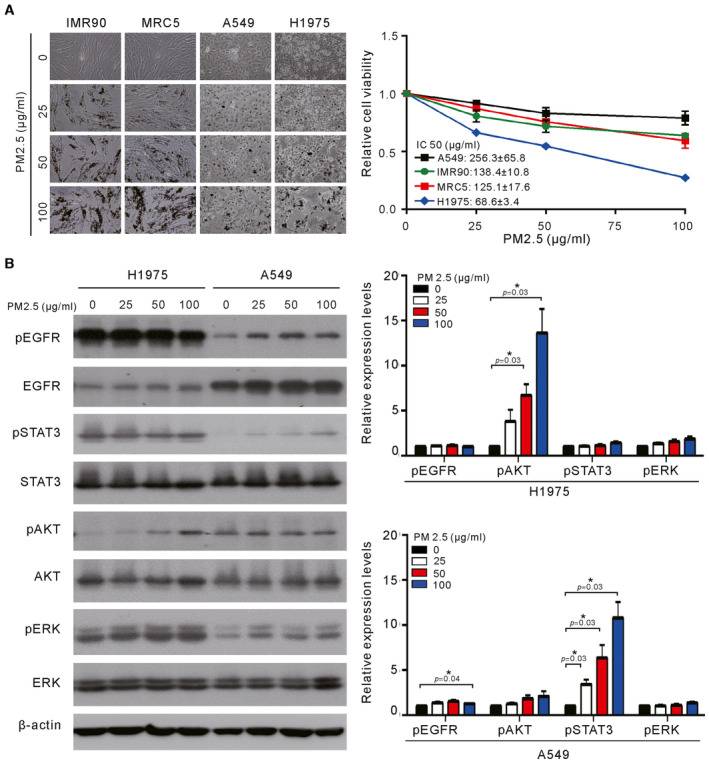 A
IMR90 MRC5 A549 H1975
PM2.5 (µg/ml)
0
25
50
100
Relative cell viability
1.5
1.0
0.5
0.0
IC 50 (µg/ml)
A549: 256.3±65.8
IMR90:138.4±10.8
MRC5: 125.1±17.6
H1975: 68.6±3.4
0 25 50 75 100
PM2.5 (µg/ml)
B
H1975 A549
PM2.5 (µg/ml) 0 25 50 100 0 25 50 100
pEGFR
EGFR
pSTAT3
STAT3
pAKT
AKT
pERK
ERK
β-actin
Relative expression levels
20
15
10
5
0
PM 2.5 (µg/ml)
0
25
50
100
*
p=0.03
*
p=0.03
pEGFR pAKT pSTAT3 pERK
H1975
Relative expression levels
20
15
10
5
0
PM 2.5 (µg/ml)
0
25
50
100
*
p=0.03
*
p=0.03
*
p=0.03
*
p=0.04
pEGFR pAKT pSTAT3 pERK
A549